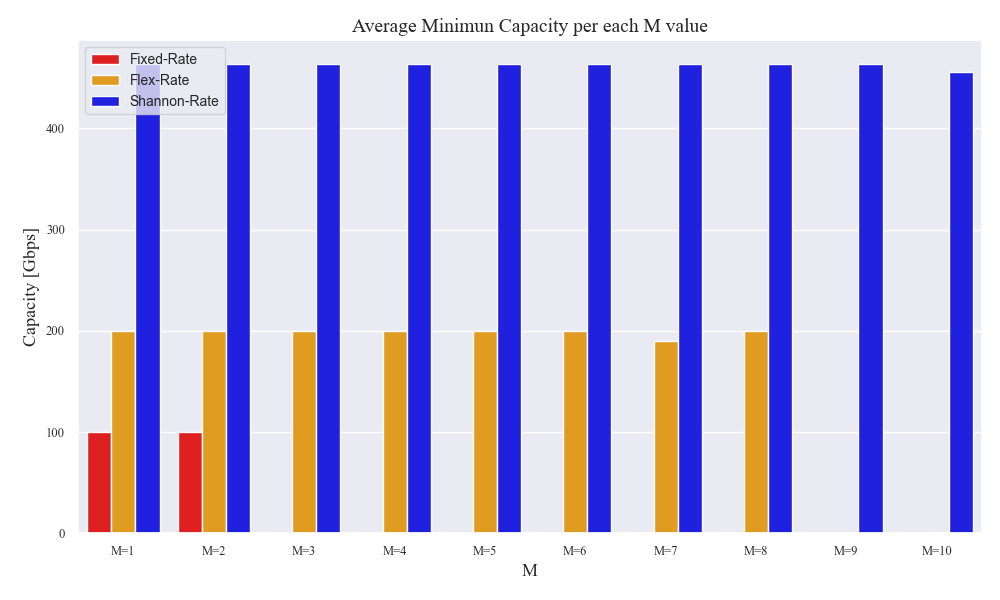 Average Minimun Capacity per each M value
Fixed-Rate
Flex-Rate
Shannon-Rate
Capacity [Gbps]
400
300
200
100
0
M=1 M=2 M=3 M=4 M=5 M=6 M=7 M=8 M=9 M=10
M